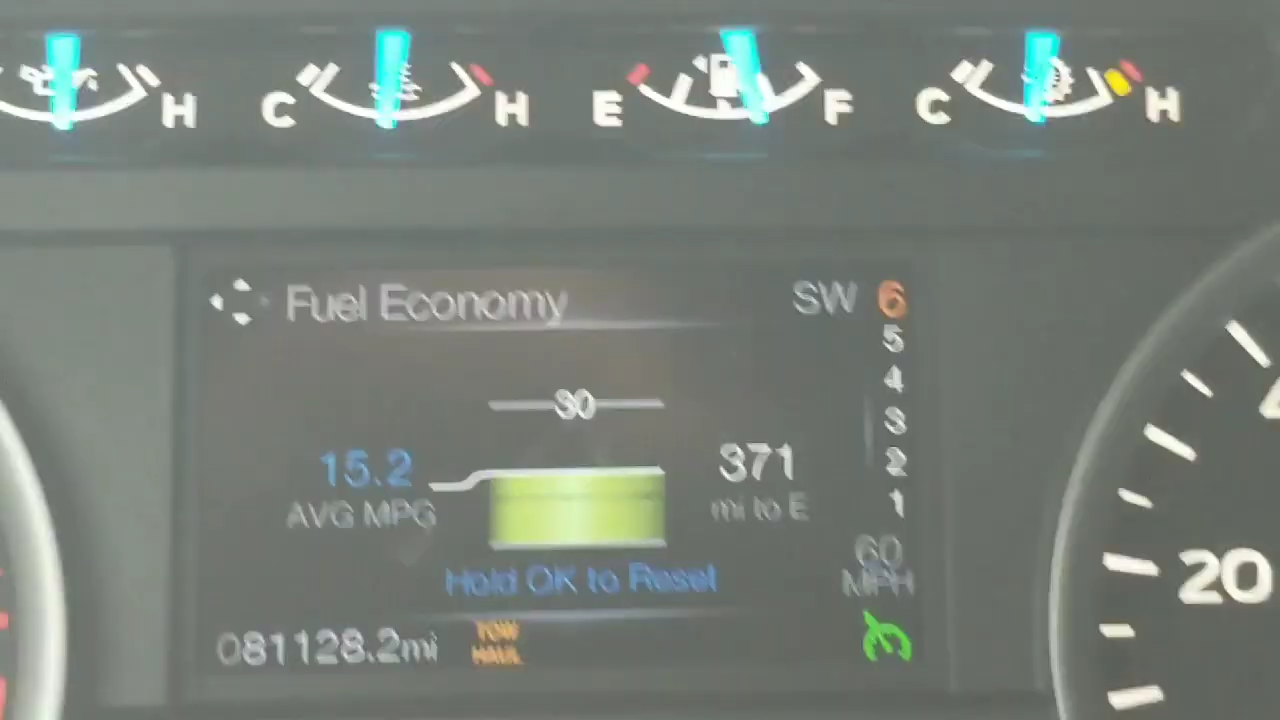 H C H E F C H
Fuel Economy SW 6
5
30 4
3
15.2 371 2
AVG MPG mi to E 1
60
MPH
20
Hold OK to Reset
081128.2mi TOW HAUL